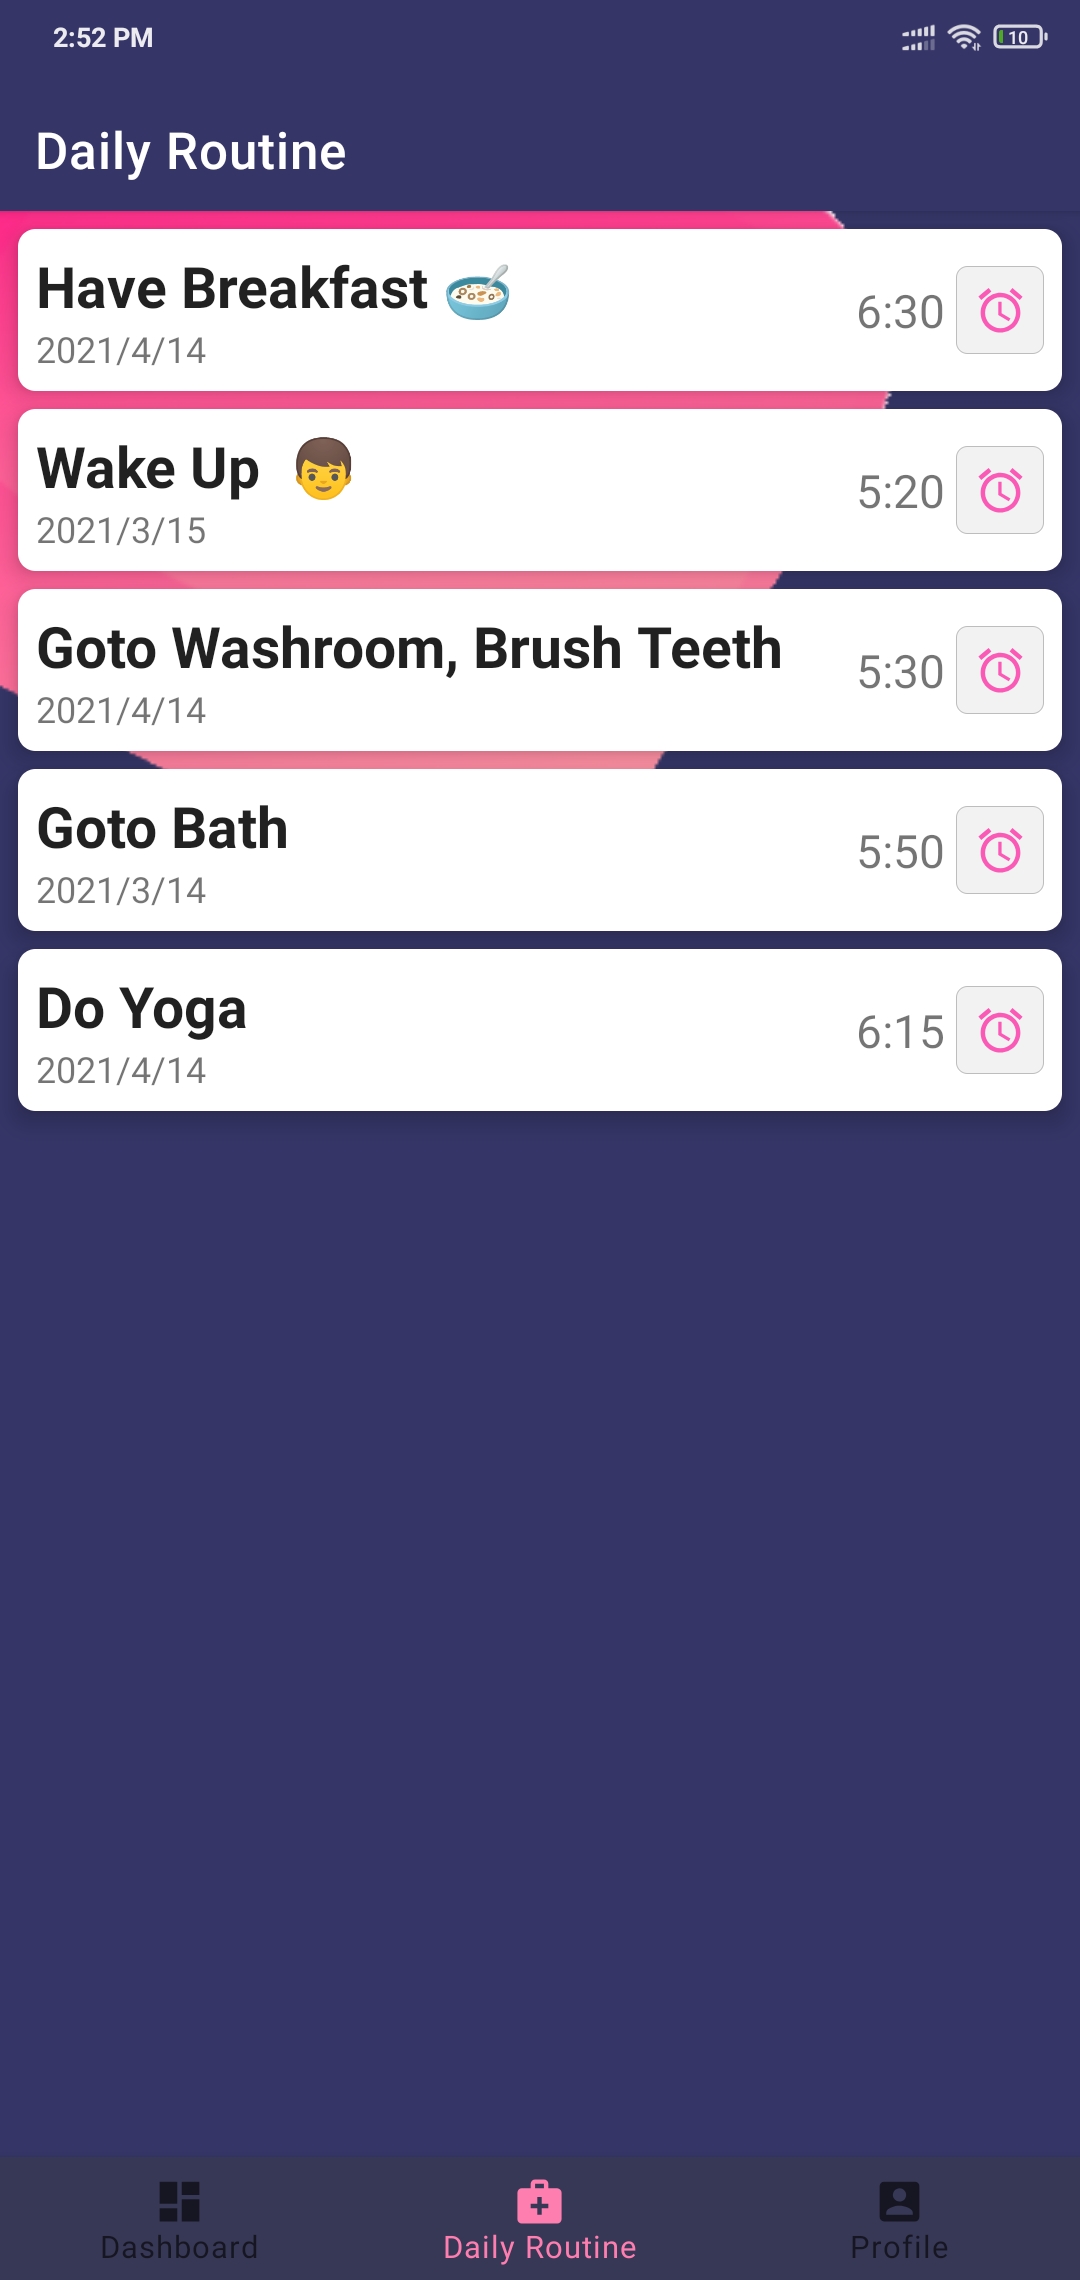 2:52 PM
10
Daily Routine
Have Breakfast 🥣
2021/4/14
6:30
Wake Up 👦
2021/3/15
5:20
Goto Washroom, Brush Teeth
2021/4/14
5:30
Goto Bath
2021/3/14
5:50
Do Yoga
2021/4/14
6:15
Dashboard
Daily Routine
Profile